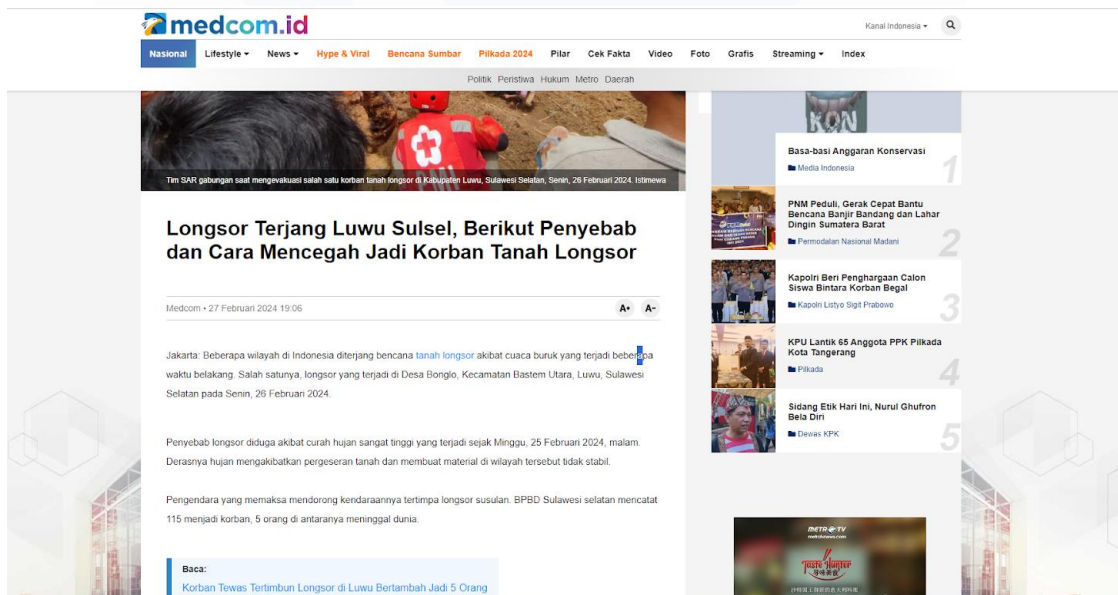 medcom.id
Kanal Indonesia
Nasional Lifestyle News Hype & Viral Bencana Sumbar Pilkada 2024 Pilar Cek Fakta Video Foto Grafis Streaming Index
Politik Peristiwa Hukum Metro Daerah
Tim SAR gabungan saat mengevakuasi salah satu korban tanah longsor di Kabupaten Luwu, Sulawesi Selatan, Senin, 26 Februari 2024. Istimewa
Longsor Terjang Luwu Sulsel, Berikut Penyebab
dan Cara Mencegah Jadi Korban Tanah Longsor
Medcom • 27 Februari 2024 19:06
A+ A-
Jakarta: Beberapa wilayah di Indonesia diterjang bencana tanah longsor akibat cuaca buruk yang terjadi beberapa
waktu belakang. Salah satunya, longsor yang terjadi di Desa Bonglo, Kecamatan Bastem Utara, Luwu, Sulawesi
Selatan pada Senin, 26 Februari 2024.
Penyebab longsor diduga akibat curah hujan sangat tinggi yang terjadi sejak Minggu, 25 Februari 2024, malam.
Derasnya hujan mengakibatkan pergeseran tanah dan membuat material di wilayah tersebut tidak stabil.
Pengendara yang memaksa mendorong kendaraannya tertimpa longsor susulan. BPBD Sulawesi selatan mencatat
115 menjadi korban, 5 orang di antaranya meninggal dunia.
Baca:
Korban Tewas Tertimbun Longsor di Luwu Bertambah Jadi 5 Orang
KON
Basa-basi Anggaran Konservasi
Media Indonesia
1
PNM Peduli, Gerak Cepat Bantu
Bencana Banjir Bandang dan Lahar
Dingin Sumatera Barat
Permodalan Nasional Madani
2
Kapolri Beri Penghargaan Calon
Siswa Bintara Korban Begal
Kapolri Listyo Sigit Prabowo
3
KPU Lantik 65 Anggota PPK Pilkada
Kota Tangerang
Pilkada
4
Sidang Etik Hari Ini, Nurul Ghufron
Bela Diri
Dewas KPK
5
METRO TV
metrotvnews.com
Taste Hunter
寻味美食